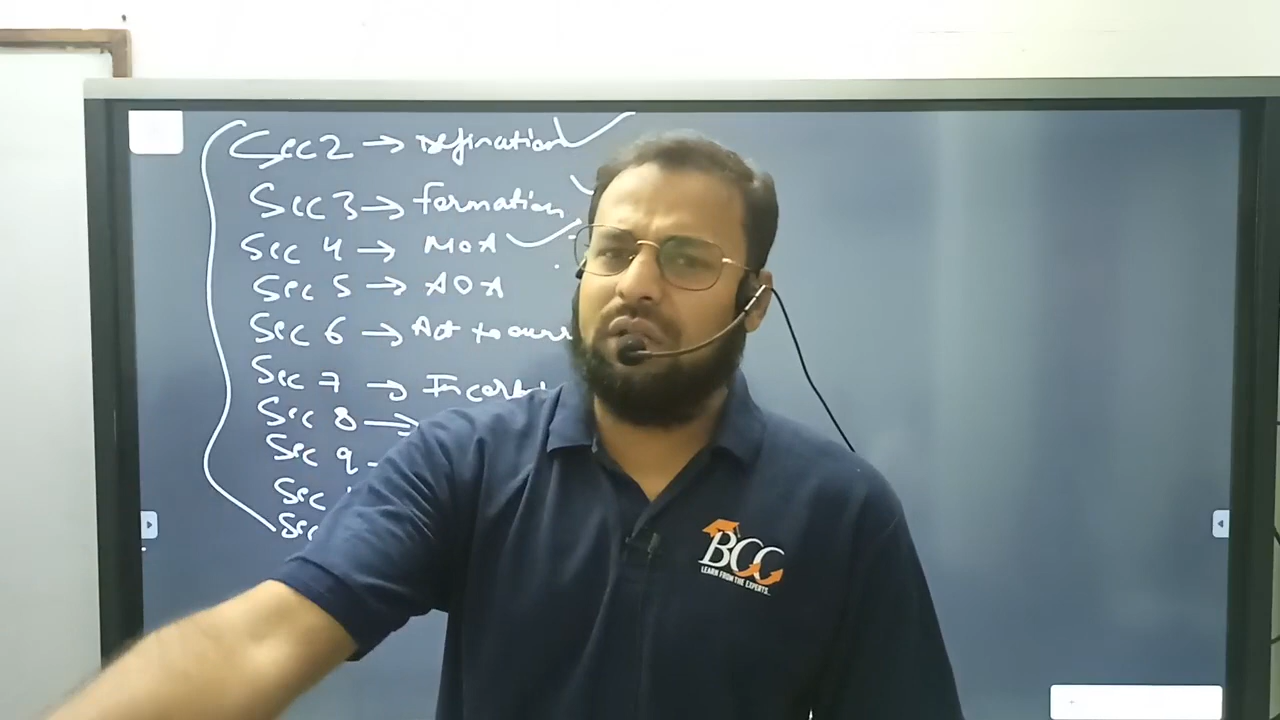 Sec 2 → Defination
Sec 3 → formation
Sec 4 → MOA
Sec 5 → AOA
Sec 6 → Act to
Sec 7 →
Sec 8 →
Sec 9
Sec
Sec
BCC
LEARN FROM THE EXPERTS..